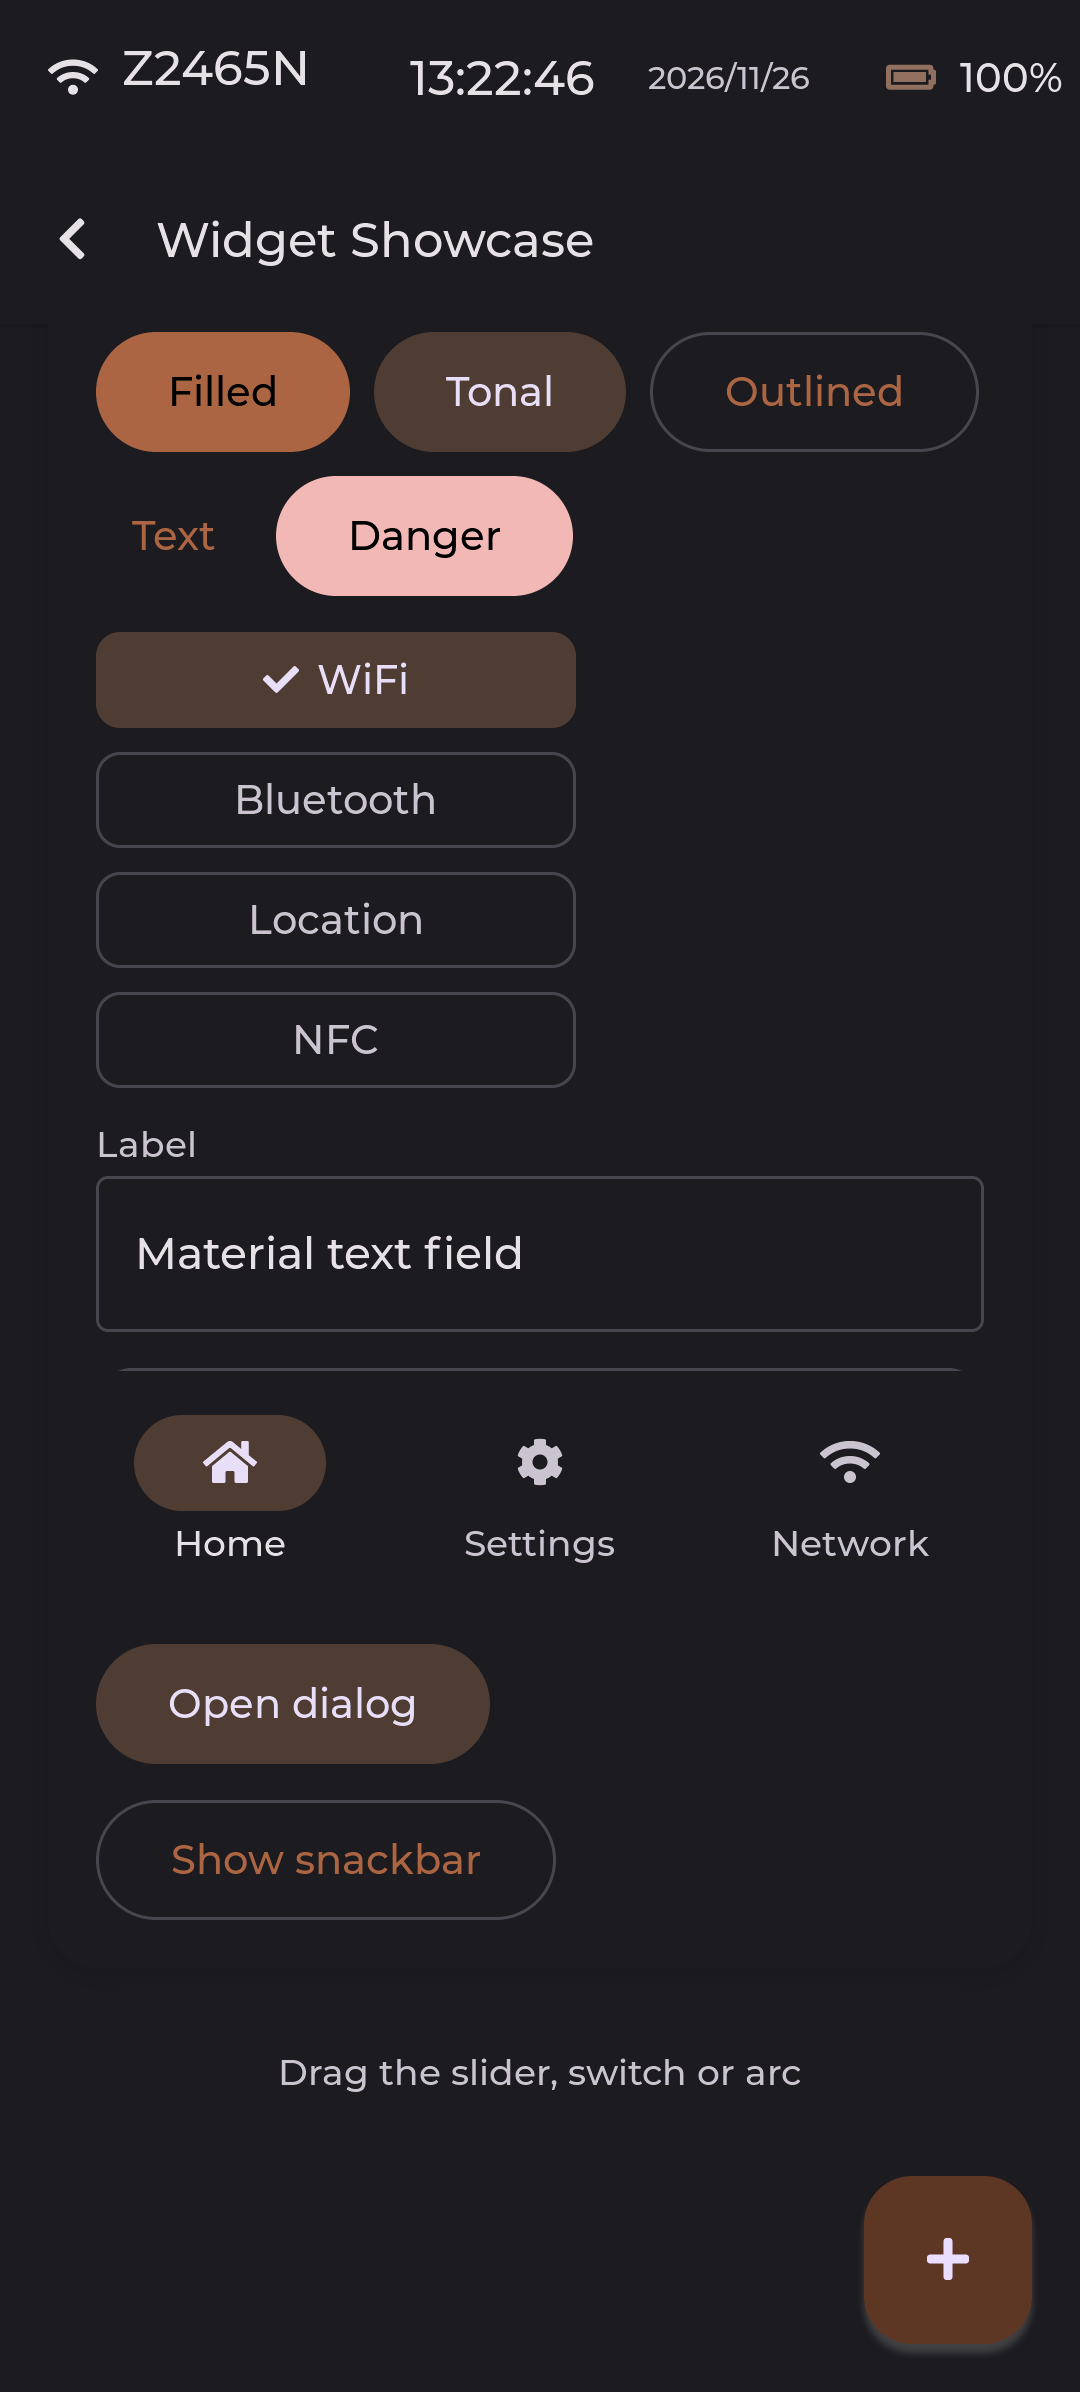 Z2465N 13:22:46 2026/11/26 100%
Widget Showcase
Filled Tonal Outlined
Text Danger
WiFi
Bluetooth
Location
NFC
Label
Material text field
Home Settings Network
Open dialog
Show snackbar
Drag the slider, switch or arc